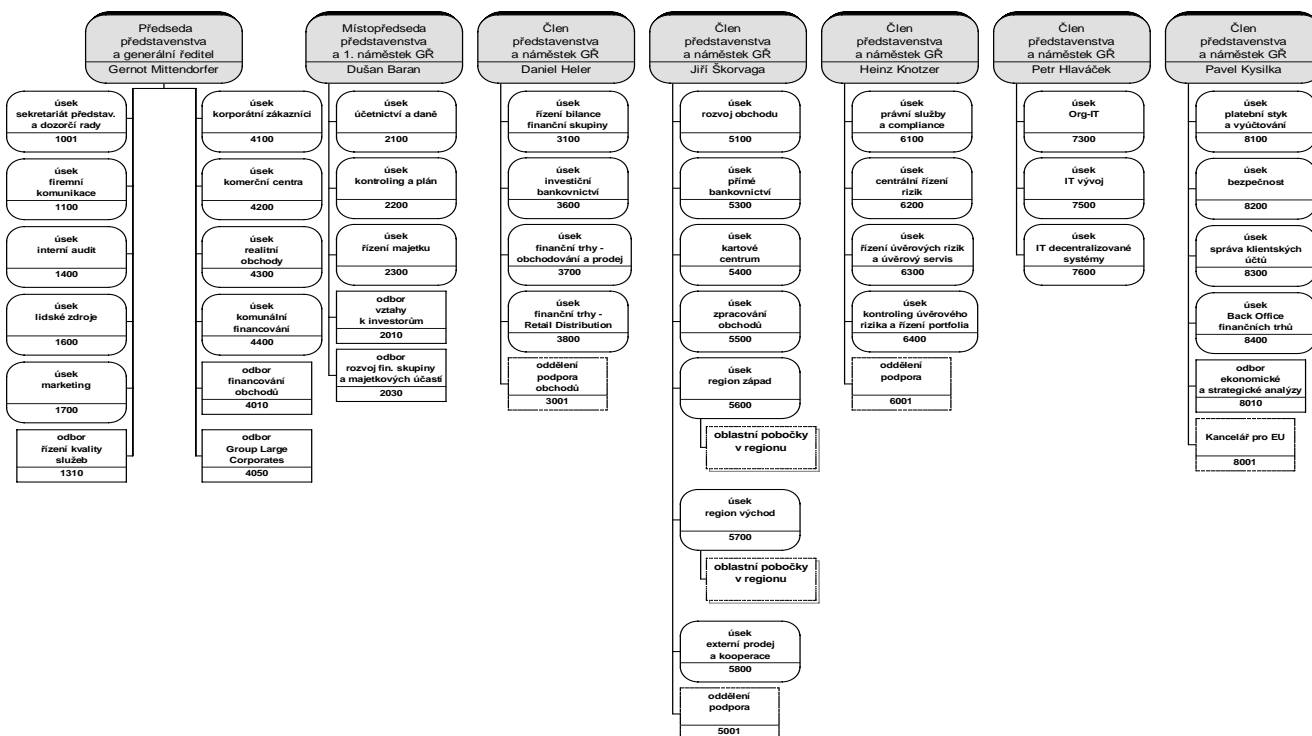 Předseda
představenstva
a generální ředitel
Gernot Mittendorfer
úsek
sekretariát představ.
a dozorčí rady
1001
úsek
firemní
komunikace
1100
úsek
interní audit
1400
úsek
lidské zdroje
1600
úsek
marketing
1700
odbor
řízení kvality
služeb
1310
úsek
korporátní zákazníci
4100
úsek
komerční centra
4200
úsek
realitní
obchody
4300
úsek
komunální
financování
4400
odbor
financování
obchodů
4010
odbor
Group Large
Corporates
4050
Místopředseda
představenstva
a 1. náměstek GŘ
Dušan Baran
úsek
účetnictví a daně
2100
úsek
kontroling a plán
2200
úsek
řízení majetku
2300
odbor
vztahy
k investorům
2010
odbor
rozvoj fin. skupiny
a majetkových účastí
2030
Člen
představenstva
a náměstek GŘ
Daniel Heler
úsek
řízení bilance
finanční skupiny
3100
úsek
investiční
bankovnictví
3600
úsek
finanční trhy -
obchodování a prodej
3700
úsek
finanční trhy -
Retail Distribution
3800
oddělení
podpora
obchodů
3001
Člen
představenstva
a náměstek GŘ
Jiří Škorvaga
úsek
rozvoj obchodu
5100
úsek
přímé
bankovnictví
5300
úsek
kartové
centrum
5400
úsek
zpracování
obchodů
5500
úsek
region západ
5600
oblastní pobočky
v regionu
úsek
region východ
5700
oblastní pobočky
v regionu
úsek
externí prodej
a kooperace
5800
oddělení
podpora
5001
Člen
představenstva
a náměstek GŘ
Heinz Knotzer
úsek
právní služby
a compliance
6100
úsek
centrální řízení
rizik
6200
úsek
řízení úvěrových rizik
a úvěrový servis
6300
úsek
kontroling úvěrového
rizika a řízení portfolia
6400
oddělení
podpora
6001
Člen
představenstva
a náměstek GŘ
Petr Hlaváček
úsek
Org-IT
7300
úsek
IT vývoj
7500
úsek
IT decentralizované
systémy
7600
Člen
představenstva
a náměstek GŘ
Pavel Kysilka
úsek
platební styk
a vyúčtování
8100
úsek
bezpečnost
8200
úsek
správa klientských
účtů
8300
úsek
Back Office
finančních trhů
8400
odbor
ekonomické
a strategické analýzy
8010
Kancelář pro EU
8001